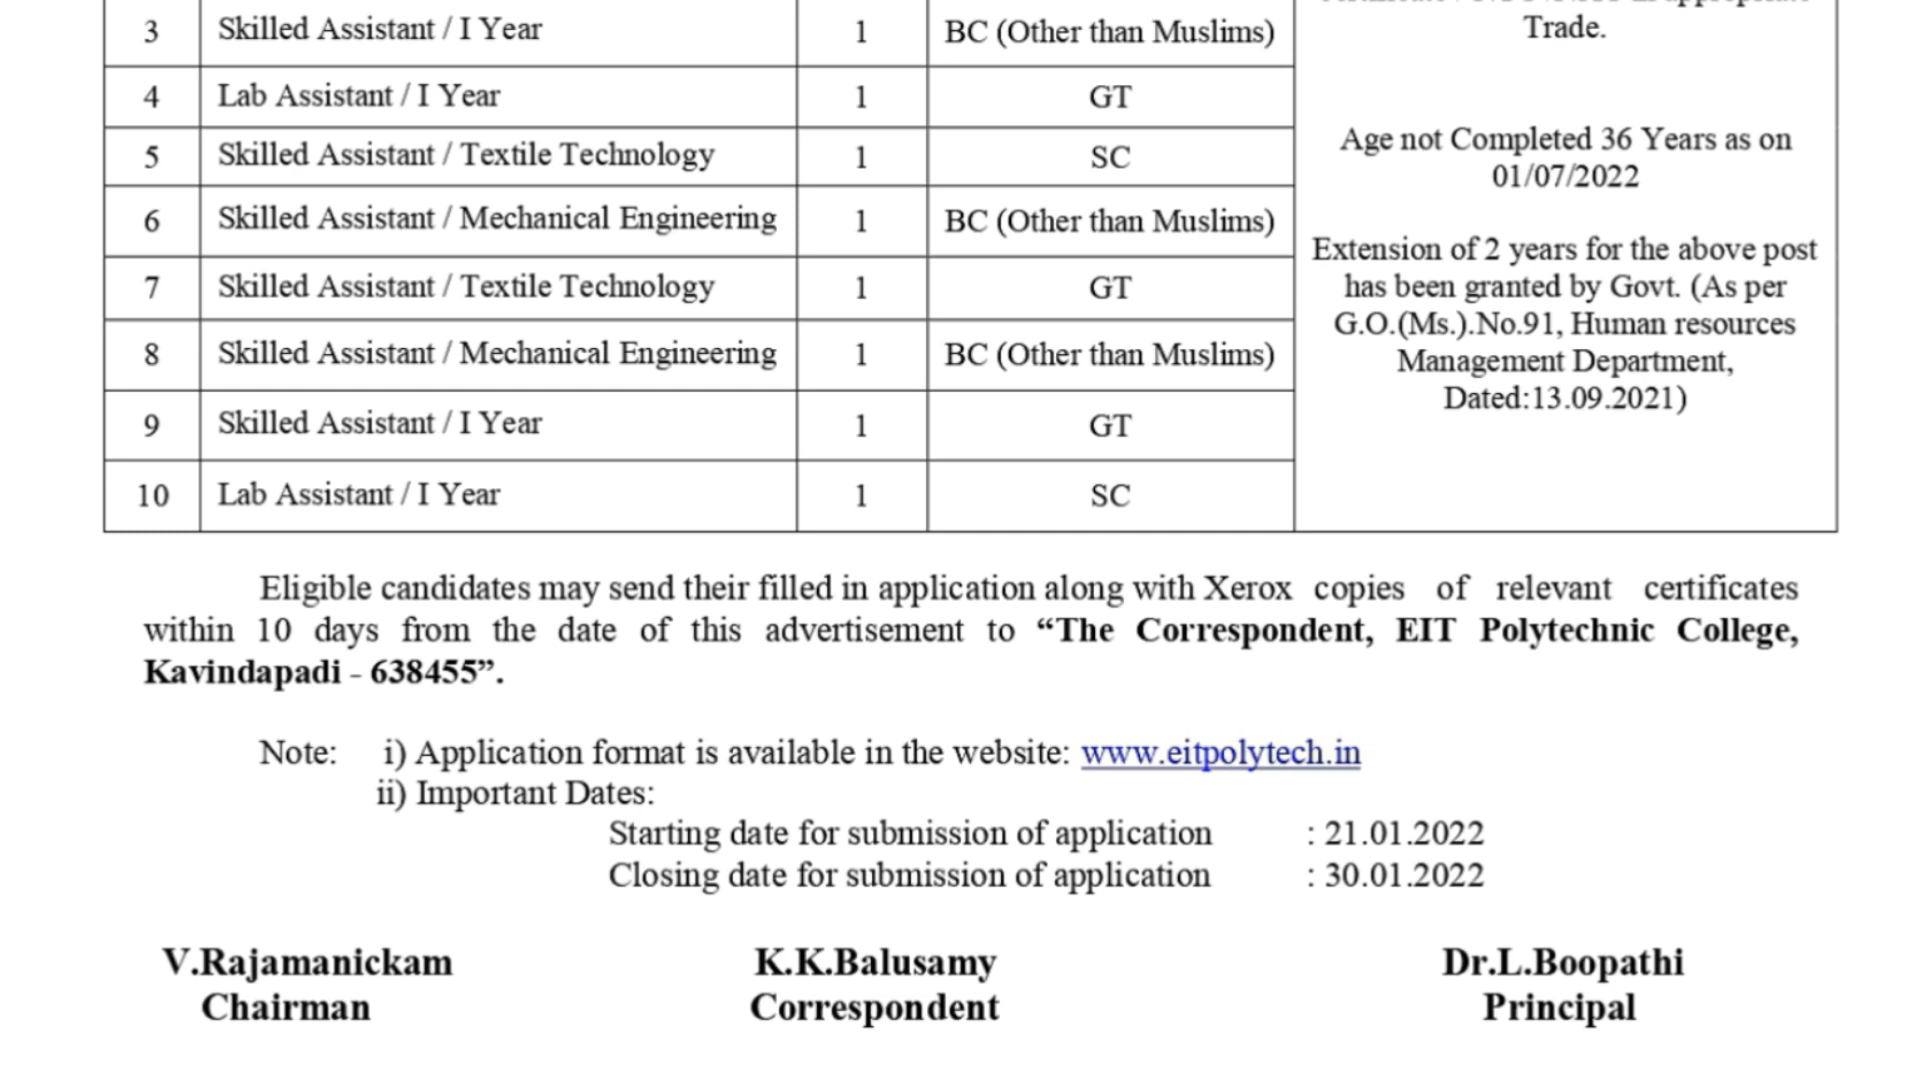 Trade.
3 Skilled Assistant / I Year 1 BC (Other than Muslims)
4 Lab Assistant / I Year 1 GT
5 Skilled Assistant / Textile Technology 1 SC
6 Skilled Assistant / Mechanical Engineering 1 BC (Other than Muslims)
7 Skilled Assistant / Textile Technology 1 GT
8 Skilled Assistant / Mechanical Engineering 1 BC (Other than Muslims)
9 Skilled Assistant / I Year 1 GT
10 Lab Assistant / I Year 1 SC
Age not Completed 36 Years as on
01/07/2022
Extension of 2 years for the above post
has been granted by Govt. (As per
G.O.(Ms.).No.91, Human resources
Management Department,
Dated:13.09.2021)
Eligible candidates may send their filled in application along with Xerox copies of relevant certificates
within 10 days from the date of this advertisement to “The Correspondent, EIT Polytechnic College,
Kavindapadi - 638455”.
Note: i) Application format is available in the website: www.eitpolytech.in
ii) Important Dates:
Starting date for submission of application : 21.01.2022
Closing date for submission of application : 30.01.2022
V.Rajamanickam K.K.Balusamy Dr.L.Boopathi
Chairman Correspondent Principal